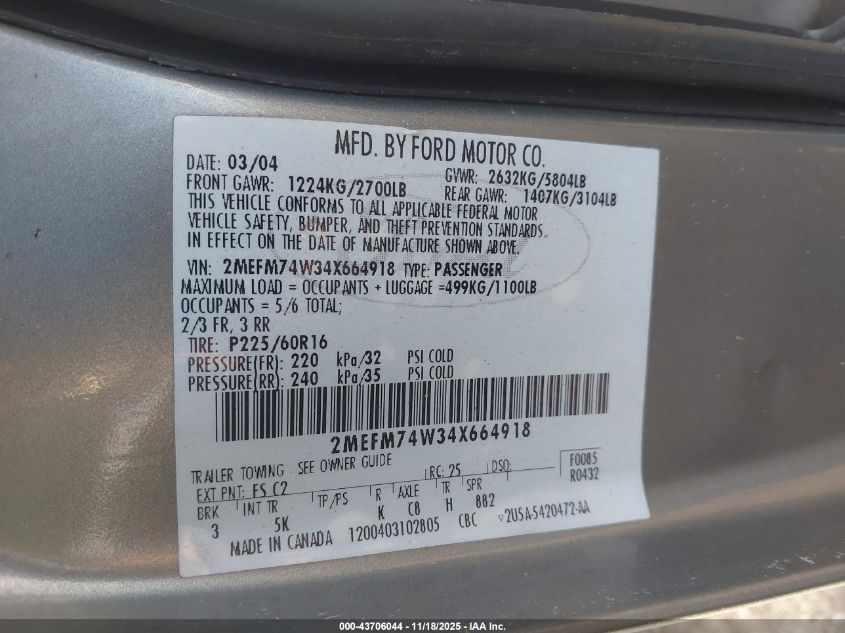 MFD. BY FORD MOTOR CO.
DATE: 03/04 GVWR: 2632KG/5804LB
FRONT GAWR: 1224KG/2700LB REAR GAWR: 1407KG/3104LB
THIS VEHICLE CONFORMS TO ALL APPLICABLE FEDERAL MOTOR
VEHICLE SAFETY, BUMPER, AND THEFT PREVENTION STANDARDS
IN EFFECT ON THE DATE OF MANUFACTURE SHOWN ABOVE.
VIN: 2MEFM74W34X664918 TYPE: PASSENGER
MAXIMUM LOAD = OCCUPANTS + LUGGAGE =499KG/1100LB
OCCUPANTS = 5/6 TOTAL;
2/3 FR, 3 RR
TIRE: P225/60R16
PRESSURE(FR): 220 kPa/32 PSI COLD
PRESSURE(RR): 240 kPa/35 PSI COLD
2MEFM74W34X664918
TRAILER TOWING - SEE OWNER GUIDE
EXT PNT: FS C2 RC: 25 DSO: F0085
R0432
BRK INT TR TP/PS R AXLE TR SPR
3 5K K C8 H 882
MADE IN CANADA 1200403102805 CBC 2U5A-5420472-AA
000-43706044 - 11/18/2025 - IAA Inc.